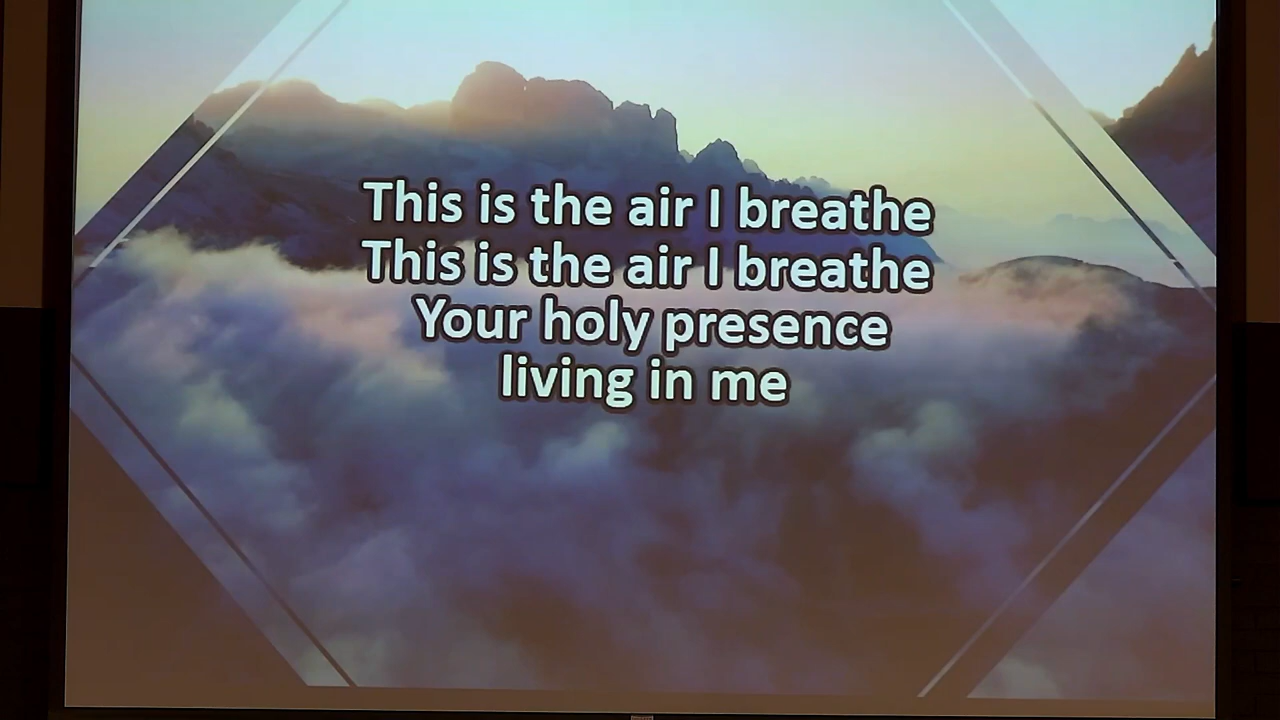 This is the air I breathe
This is the air I breathe
Your holy presence
living in me